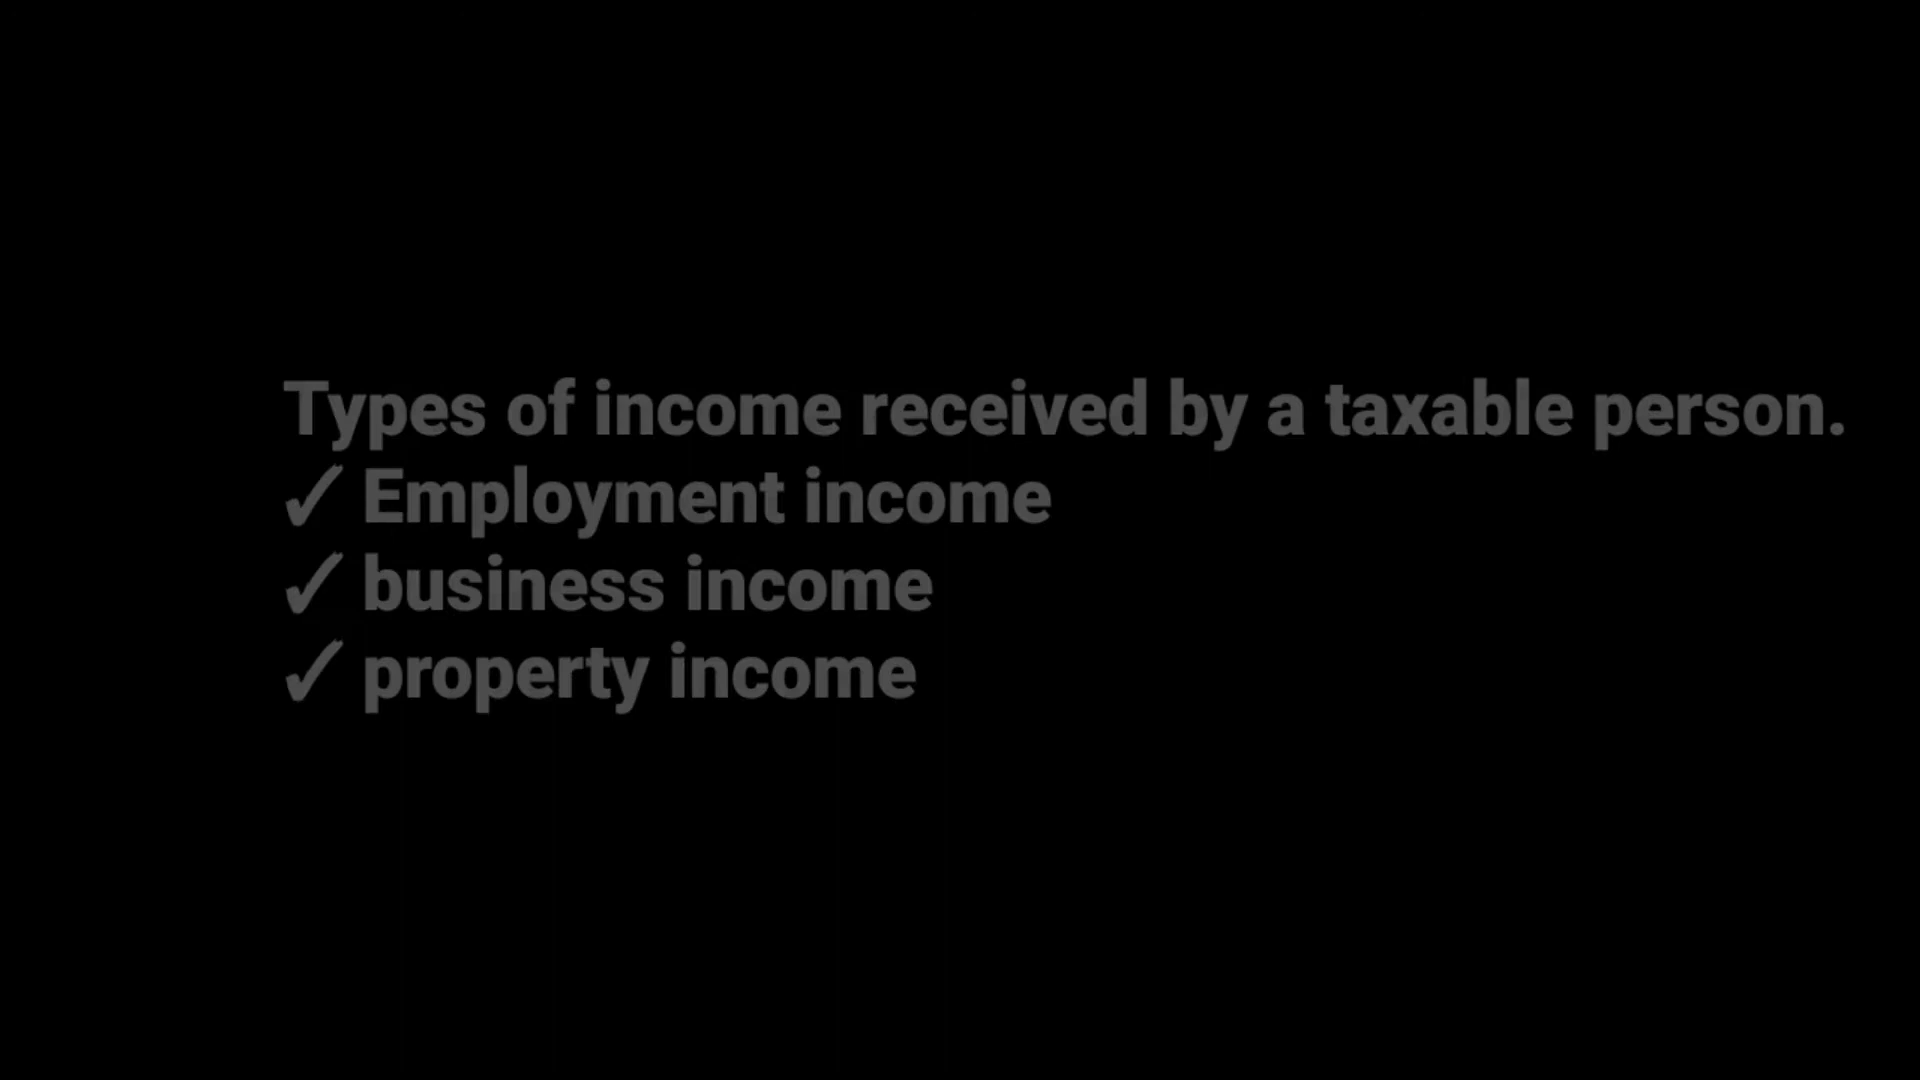 Types of income received by a taxable person.
✓ Employment income
✓ business income
✓ property income